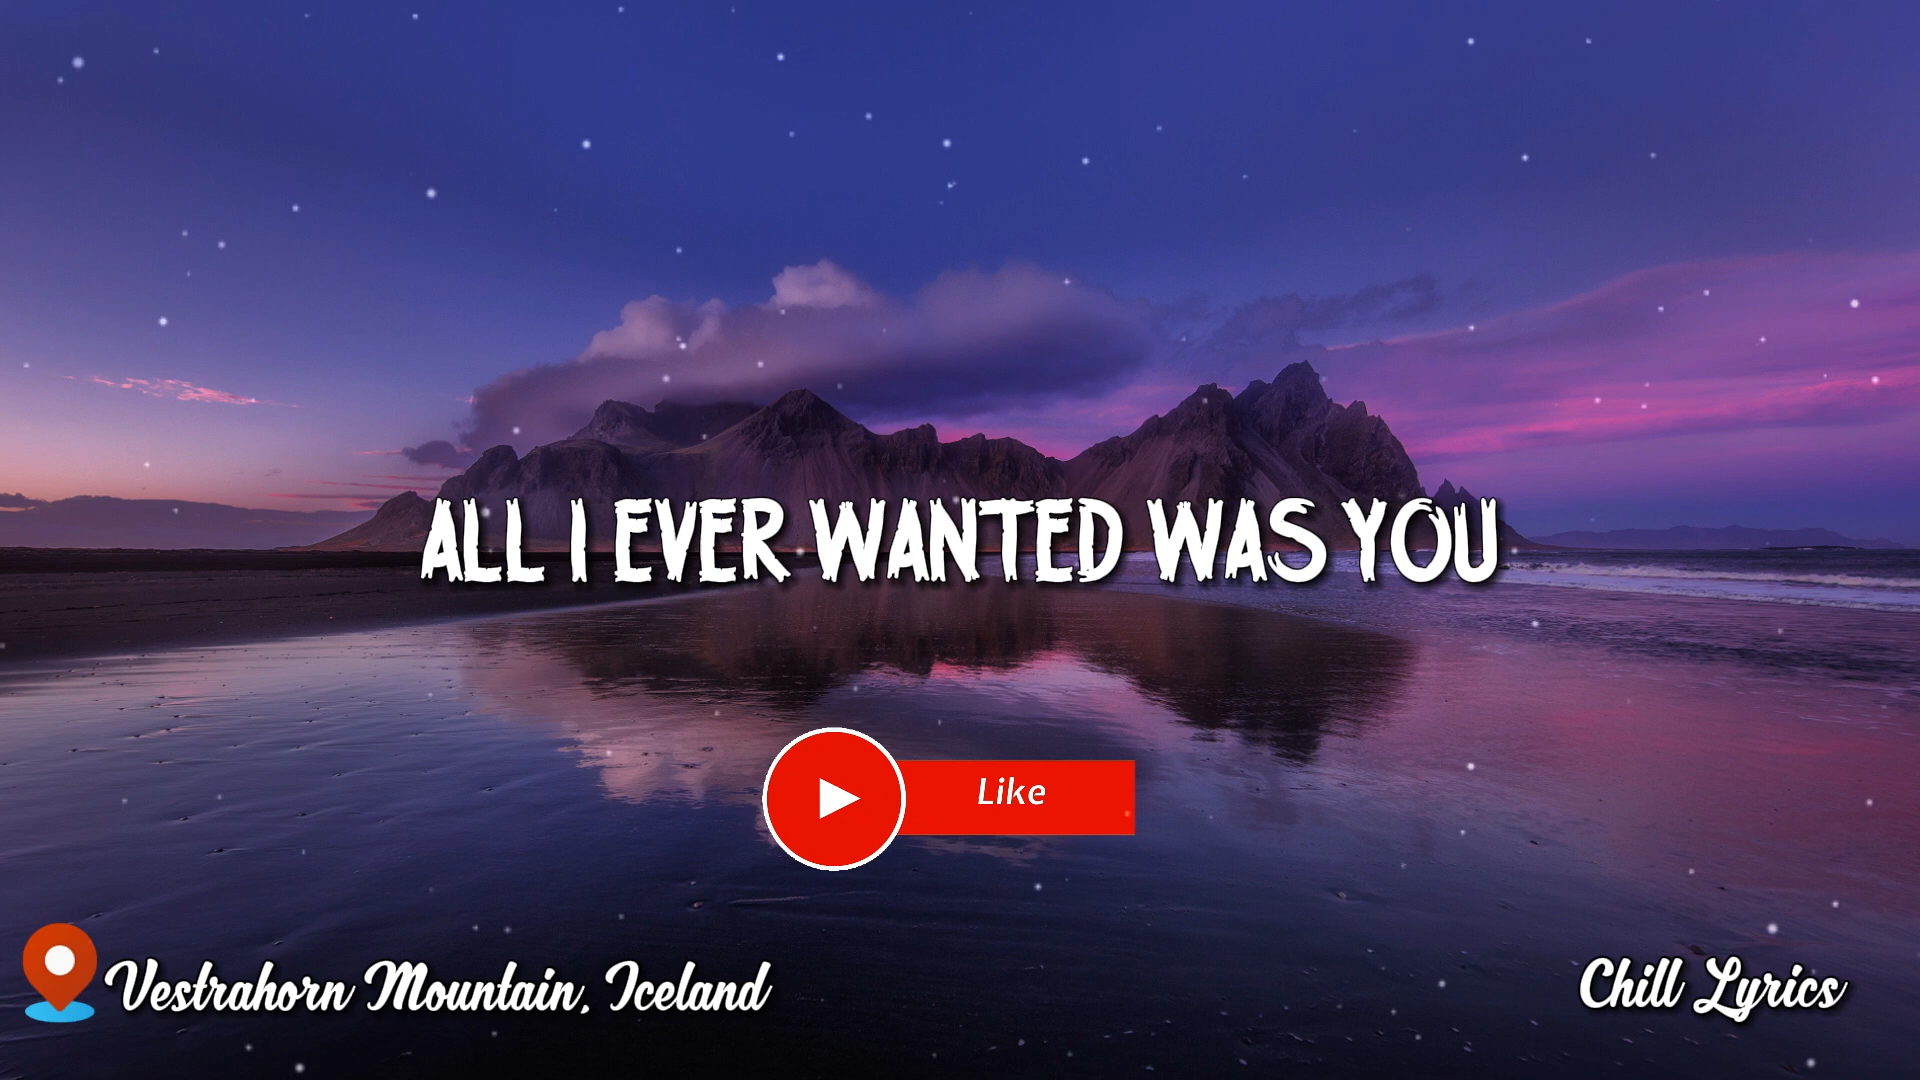 ALL I EVER WANTED WAS YOU
Like
Vestrahorn Mountain, Iceland
Chill Lyrics